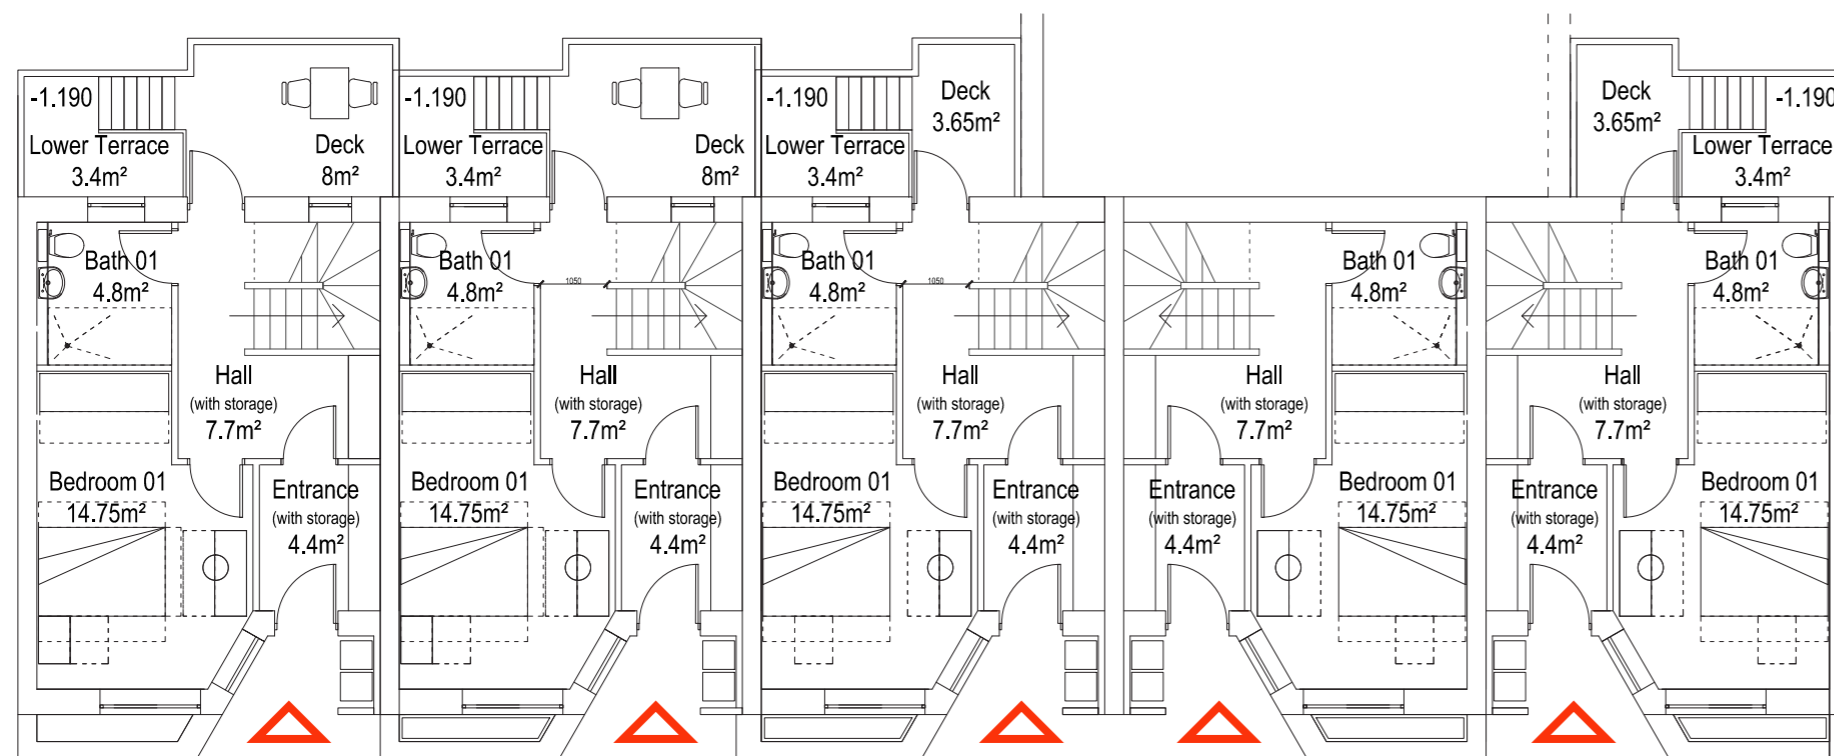 -1.190
Lower Terrace
3.4m²
Deck
8m²
-1.190
Lower Terrace
3.4m²
Deck
8m²
-1.190
Lower Terrace
3.4m²
Deck
3.65m²
Deck
3.65m²
-1.190
Lower Terrace
3.4m²
Bath 01
4.8m²
Bath 01
4.8m²
1050
Bath 01
4.8m²
1050
Bath 01
4.8m²
Bath 01
4.8m²
Hall
(with storage)
7.7m²
Hall
(with storage)
7.7m²
Hall
(with storage)
7.7m²
Hall
(with storage)
7.7m²
Hall
(with storage)
7.7m²
Bedroom 01
14.75m²
Entrance
(with storage)
4.4m²
Bedroom 01
14.75m²
Entrance
(with storage)
4.4m²
Bedroom 01
14.75m²
Entrance
(with storage)
4.4m²
Entrance
(with storage)
4.4m²
Bedroom 01
14.75m²
Entrance
(with storage)
4.4m²
Bedroom 01
14.75m²